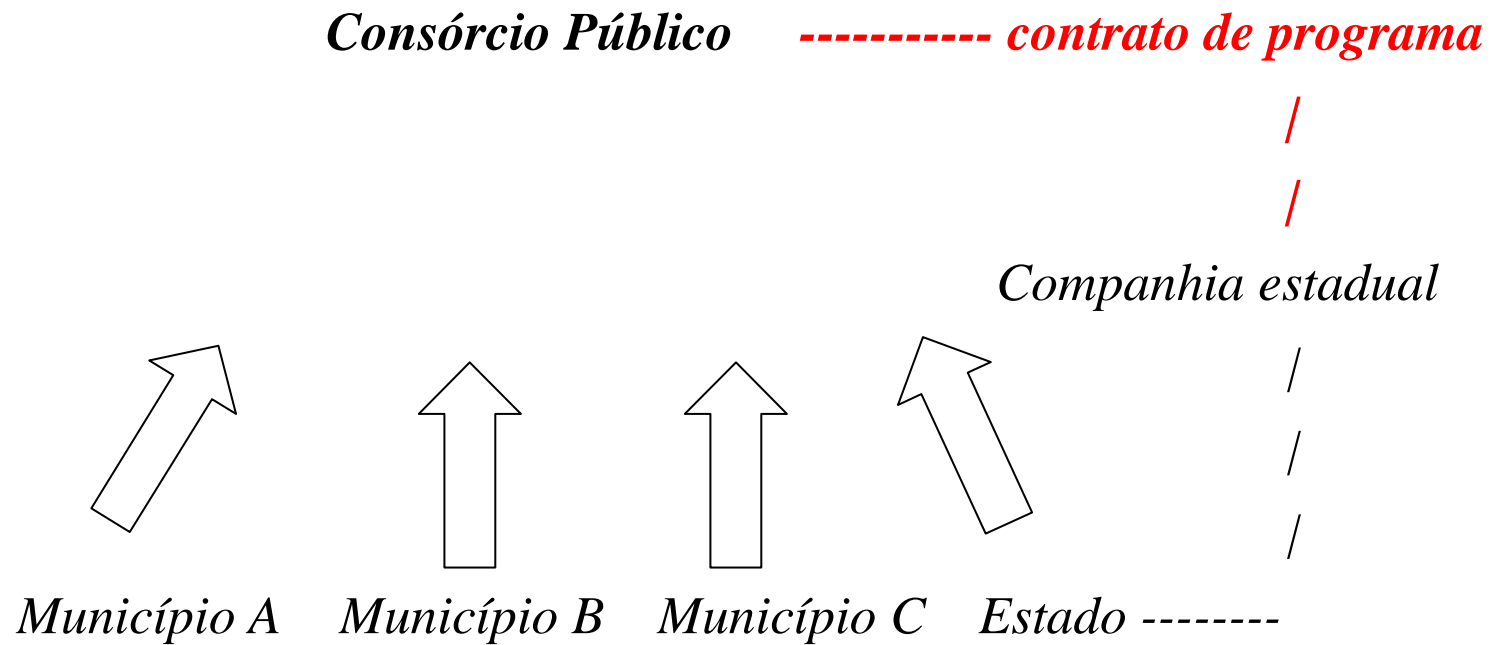 Consórcio Público ----------- contrato de programa
/
/
Companhia estadual
/
/
/
Município A Município B Município C Estado --------